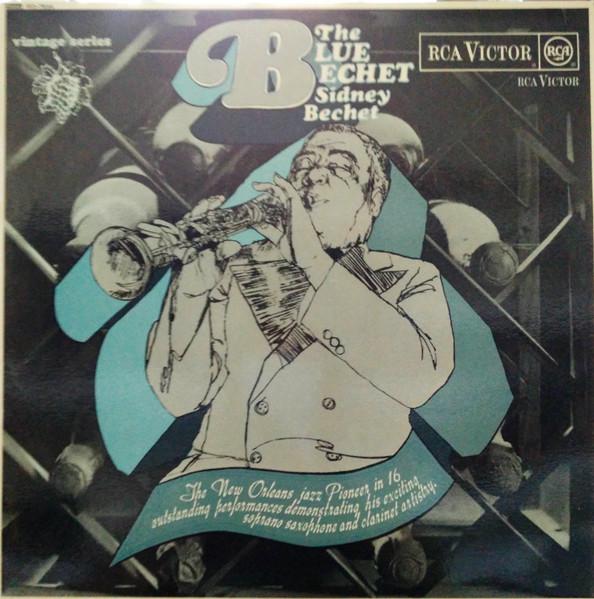 vintage series
The
BLUE
BECHET
Sidney
Bechet
RCA VICTOR
RCA
RCA VICTOR
The New Orleans jazz Pioneer in 16
outstanding performances demonstrating his exciting
soprano saxophone and clarinet artistry.